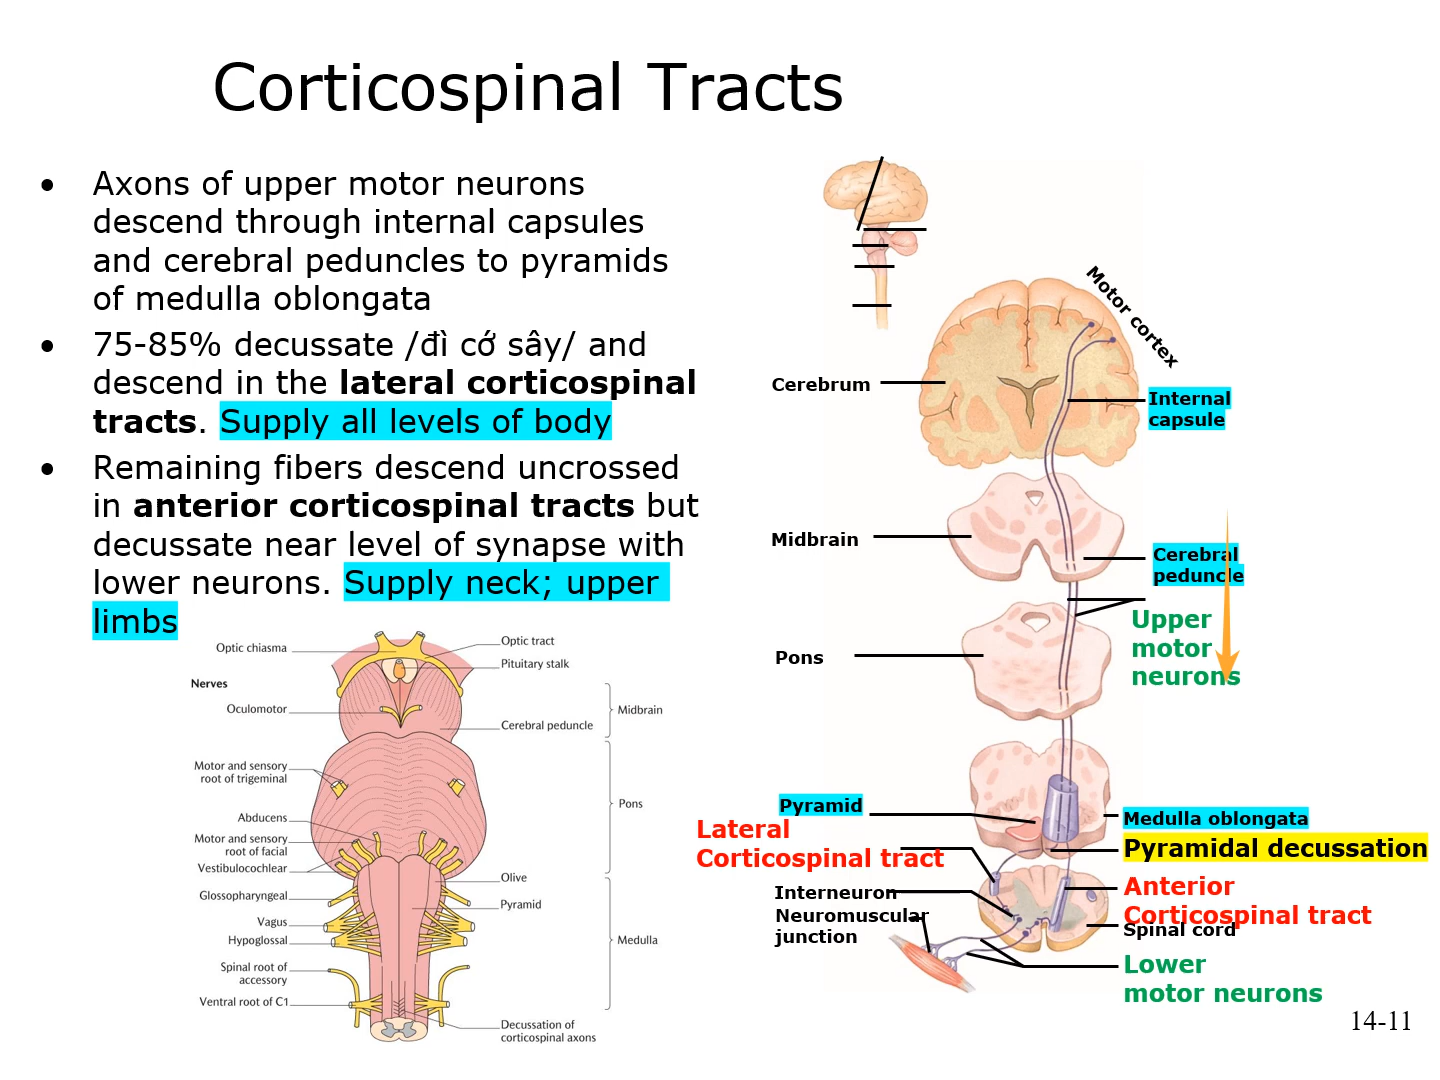 Corticospinal Tracts
• Axons of upper motor neurons
descend through internal capsules
and cerebral peduncles to pyramids
of medulla oblongata
• 75-85% decussate /đì cớ sây/ and
descend in the lateral corticospinal
tracts. Supply all levels of body
• Remaining fibers descend uncrossed
in anterior corticospinal tracts but
decussate near level of synapse with
lower neurons. Supply neck; upper
limbs
Optic chiasma
Nerves
Oculomotor
Motor and sensory
root of trigeminal
Abducens
Motor and sensory
root of facial
Vestibulocochlear
Glossopharyngeal
Vagus
Hypoglossal
Spinal root of
accessory
Ventral root of C1
Optic tract
Pituitary stalk
Cerebral peduncle
Olive
Pyramid
Decussation of
corticospinal axons
Midbrain
Pons
Medulla
Motor cortex
Cerebrum
Internal
capsule
Midbrain
Cerebral
peduncle
Upper
motor
neurons
Pons
Pyramid
Lateral
Corticospinal tract
Interneuron
Neuromuscular
junction
Medulla oblongata
Pyramidal decussation
Anterior
Corticospinal tract
Spinal cord
Lower
motor neurons
14-11